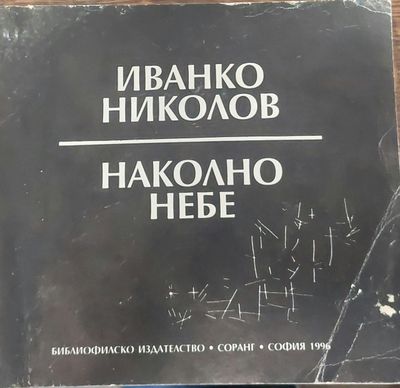 ИВАНКО
НИКОЛОВ
НАКОЛНО
НЕБЕ
БИБЛИОФИЛСКО ИЗДАТЕЛСТВО • СОРАНГ • СОФИЯ 1996